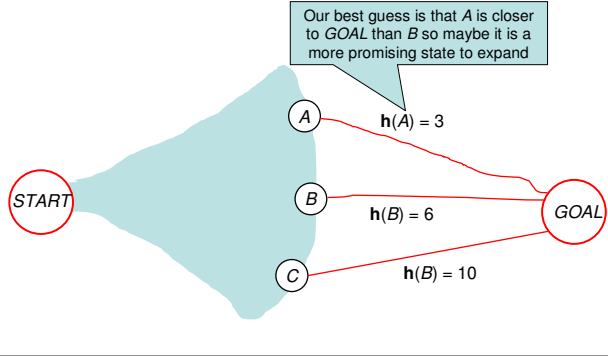 Our best guess is that A is closer
to GOAL than B so maybe it is a
more promising state to expand
A
h(A) = 3
START
B
GOAL
h(B) = 6
C
h(B) = 10